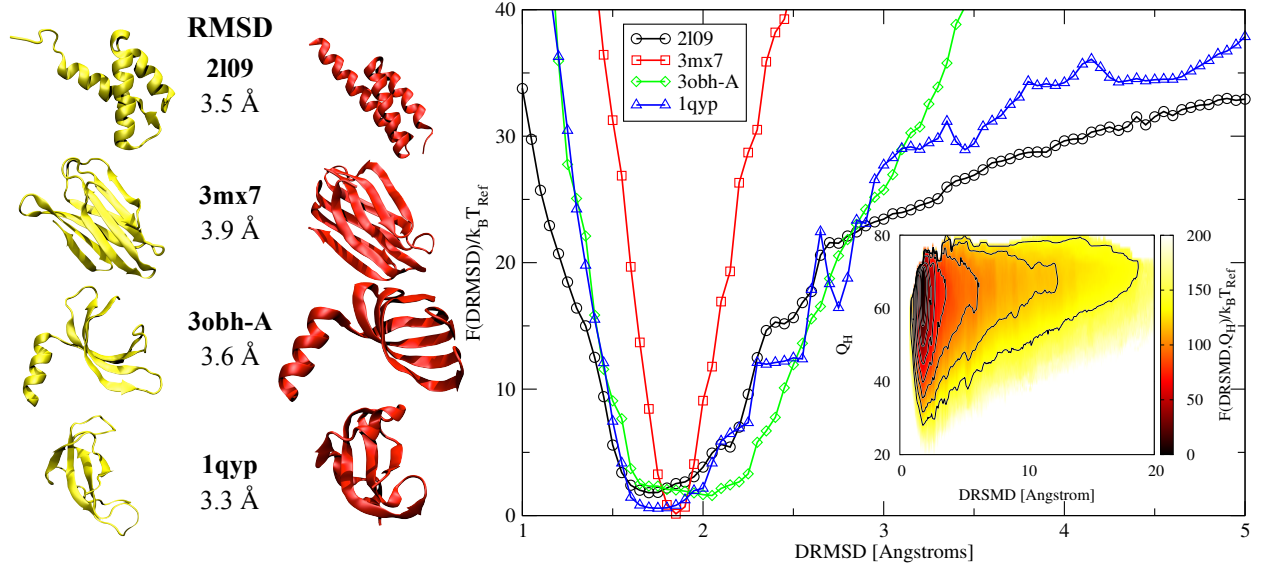 RMSD
2l09
3.5 Å
3mx7
3.9 Å
3obh-A
3.6 Å
1qyp
3.3 Å
F(DRMSD)/k_B T_Ref
40
30
20
10
0
1
2
3
4
5
DRMSD [Angstroms]
2l09
3mx7
3obh-A
1qyp
Q_H
80
60
40
20
0
10
20
DRSMD [Angstrom]
200
150
100
50
0
F(DRSMD,Q_H)/k_B T_Ref